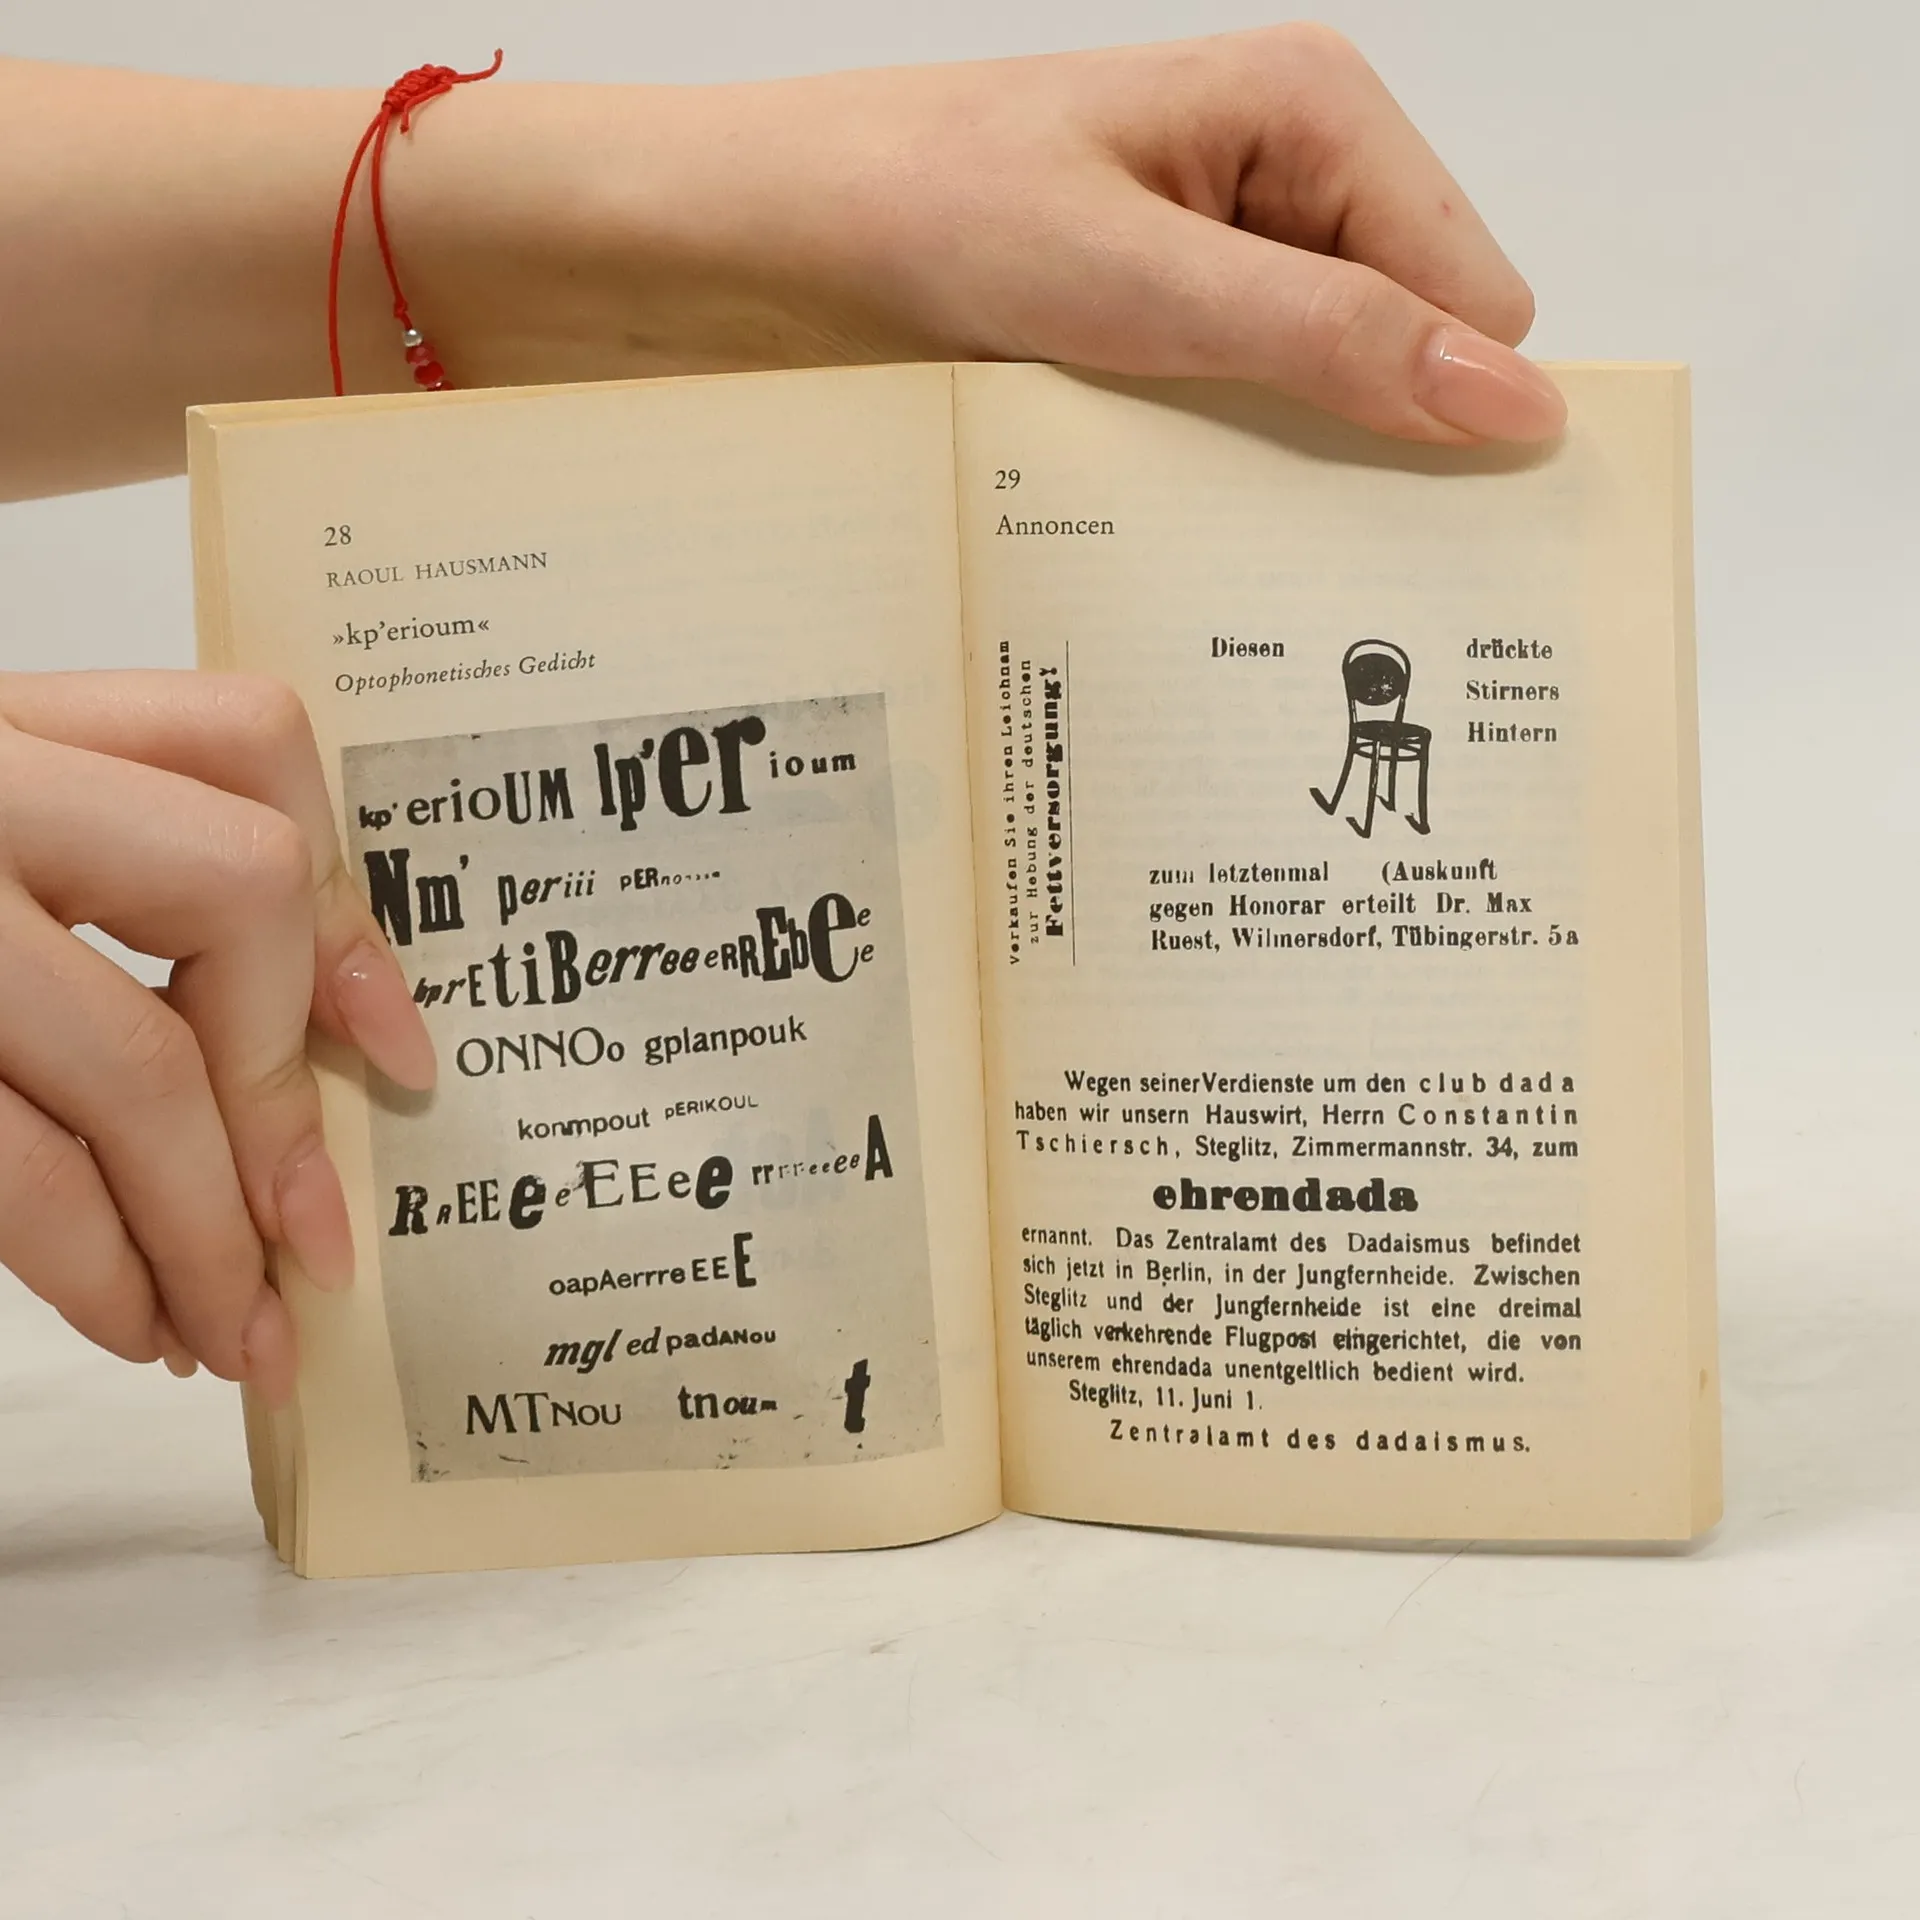 28
RAOUL HAUSMANN
»kp'erioum«
Optophonetisches Gedicht
kp' erioUM lp'er ioum
Nm' periii pERno
bprEtiBerreeeRREbEe e e
ONNOo gplanpouk
konmpout pERIKOUL
RREEe e EEEee rrrreeeeA
oapAerrre EEE
mgl ed padANou
MTNou tnoum t
29
Annoncen
Verkaufen Sie ihren Leichnam
zur Hebung der deutschen
Fettversorgung!
Diesen drückte
Stirners
Hintern
zum letztenmal (Auskunft
gegen Honorar erteilt Dr. Max
Ruest, Wilmersdorf, Tübingerstr. 5a
Wegen seiner Verdienste um den club dada
haben wir unsern Hauswirt, Herrn Constantin
Tschiersch, Steglitz, Zimmermannstr. 34, zum
ehrendada
ernannt. Das Zentralamt des Dadaismus befindet
sich jetzt in Berlin, in der Jungfernheide. Zwischen
Steglitz und der Jungfernheide ist eine dreimal
täglich verkehrende Flugpost eingerichtet, die von
unserem ehrendada unentgeltlich bedient wird.
Steglitz, 11. Juni 1.
Zentralamt des dadaismus.